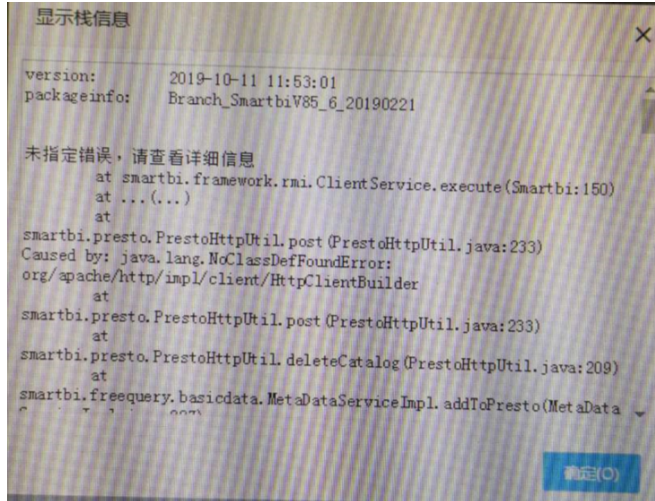 显示栈信息
version: 2019-10-11 11:53:01
packageinfo: Branch_SmartbiV85_6_20190221
未指定错误，请查看详细信息
at smartbi.framework.rmi.ClientService.execute(Smartbi:150)
at ...(...)
at
smartbi.presto.PrestoHttpUtil.post(PrestoHttpUtil.java:233)
Caused by: java.lang.NoClassDefFoundError:
org/apache/http/impl/client/HttpClientBuilder
at
smartbi.presto.PrestoHttpUtil.post(PrestoHttpUtil.java:233)
at
smartbi.presto.PrestoHttpUtil.deleteCatalog(PrestoHttpUtil.java:209)
at
smartbi.freequery.basicdata.MetaDataServiceImpl.addToPresto(MetaData
确定(O)